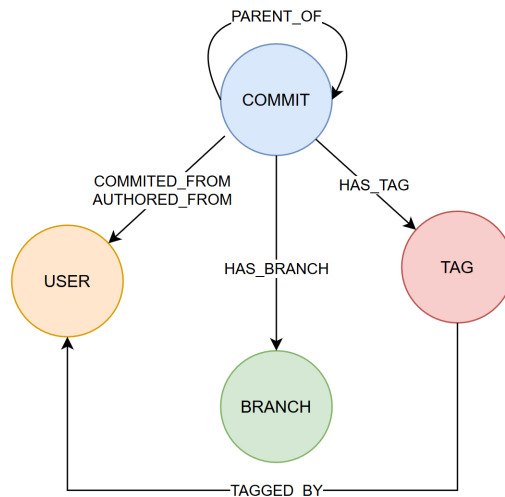 PARENT_OF
COMMIT
COMMITED_FROM
AUTHORED_FROM
HAS_TAG
HAS_BRANCH
USER
TAG
BRANCH
TAGGED_BY